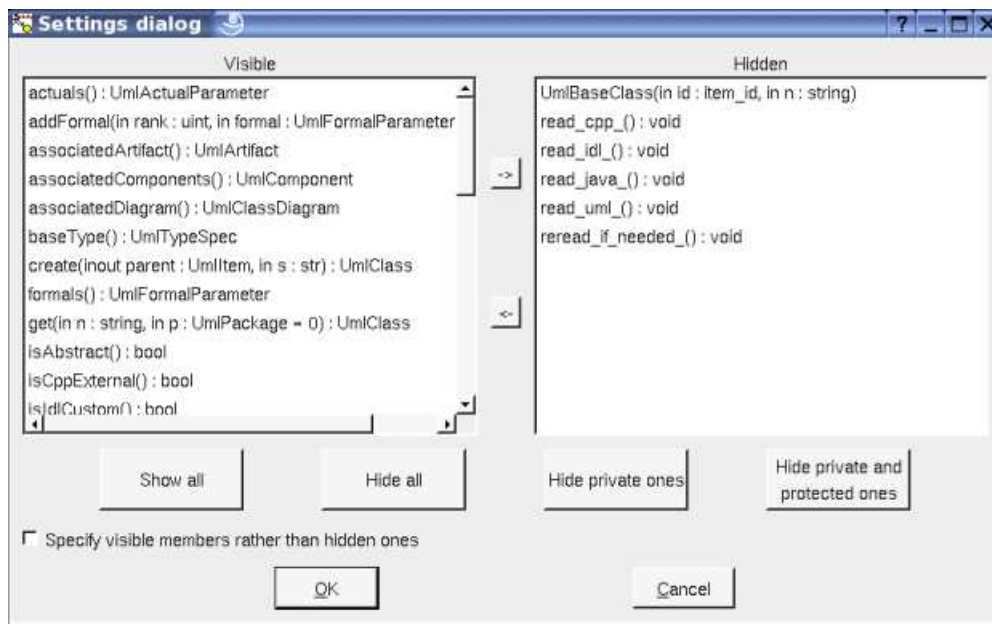 Settings dialog
Visible
actuals() : UmlActualParameter
addFormal(in rank : uint, in formal : UmlFormalParameter
associatedArtifact() : UmlArtifact
associatedComponents() : UmlComponent
associatedDiagram() : UmlClassDiagram
baseType() : UmlTypeSpec
create(inout parent : UmlItem, in s : str) : UmlClass
formals() : UmlFormalParameter
get(in n : string, in p : UmlPackage = 0) : UmlClass
isAbstract() : bool
isCppExternal() : bool
isIdlCustom() : bool
->
<-
Hidden
UmlBaseClass(in id : item_id, in n : string)
read_cpp_() : void
read_idl_() : void
read_java_() : void
read_uml_() : void
reread_if_needed_() : void
Show all
Hide all
Hide private ones
Hide private and
protected ones
Specify visible members rather than hidden ones
OK
Cancel